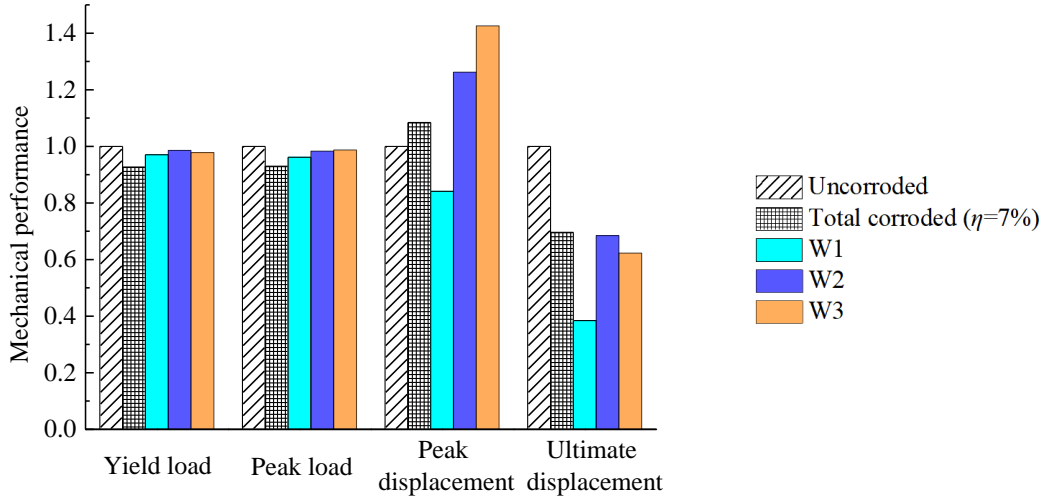 Mechanical performance
1.4
1.2
1.0
0.8
0.6
0.4
0.2
0.0
Yield load
Peak load
Peak
displacement
Ultimate
displacement
Uncorroded
Total corroded (η=7%)
W1
W2
W3